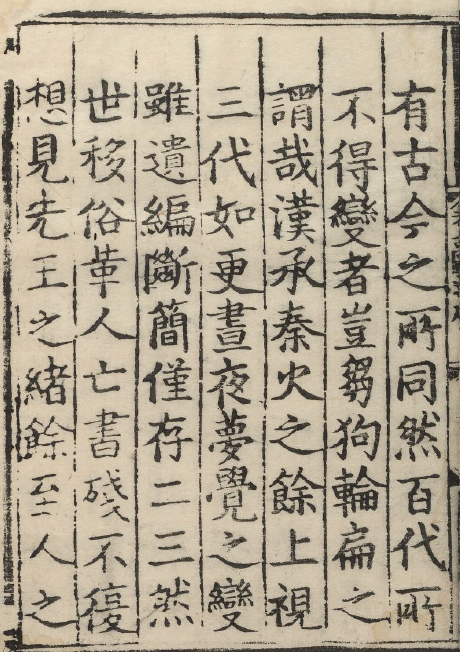 有古今之所同然百代所
不得變者豈芻狗輪扁之
謂哉漢承秦火之餘上視
三代如更晝夜夢覺之變
雖遺編斷簡僅存二三然
世移俗革人亡書殘不復
想見先王之緒餘至人之